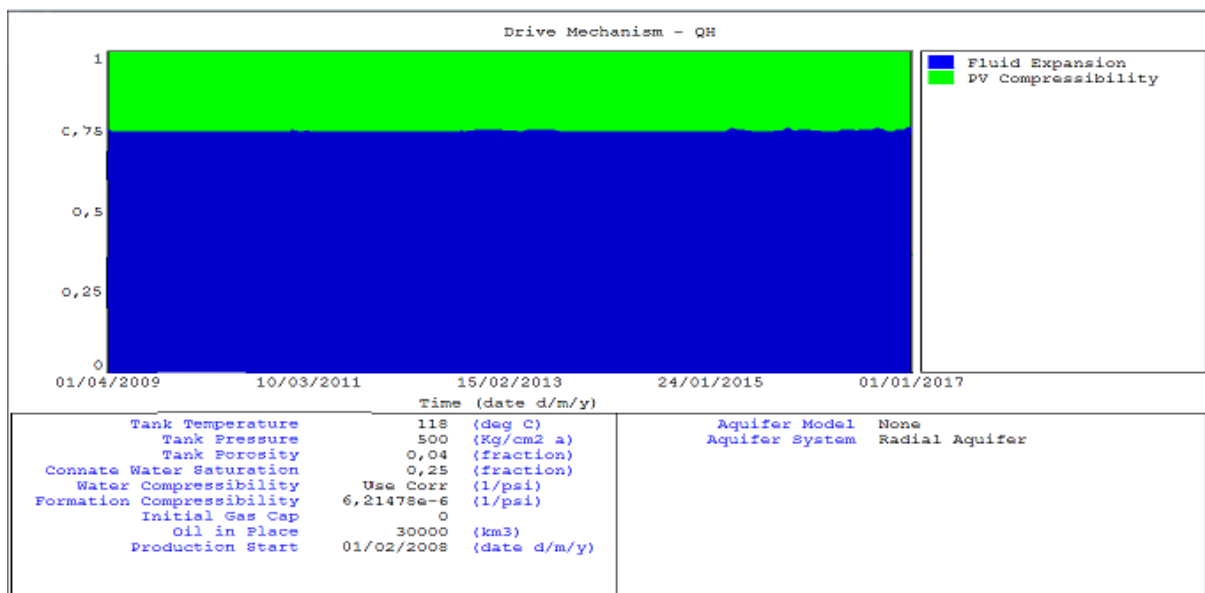 Drive Mechanism - QH
1
0,75
0,5
0,25
0
01/04/2009 10/03/2011 15/02/2013 24/01/2015 01/01/2017
Time (date d/m/y)
Fluid Expansion
PV Compressibility
Tank Temperature 118 (deg C)
Tank Pressure 500 (Kg/cm2 a)
Tank Porosity 0,04 (fraction)
Connate Water Saturation 0,25 (fraction)
Water Compressibility Use Corr (1/psi)
Formation Compressibility 6,21478e-6 (1/psi)
Initial Gas Cap 0
Oil in Place 30000 (km3)
Production Start 01/02/2008 (date d/m/y)
Aquifer Model None
Aquifer System Radial Aquifer